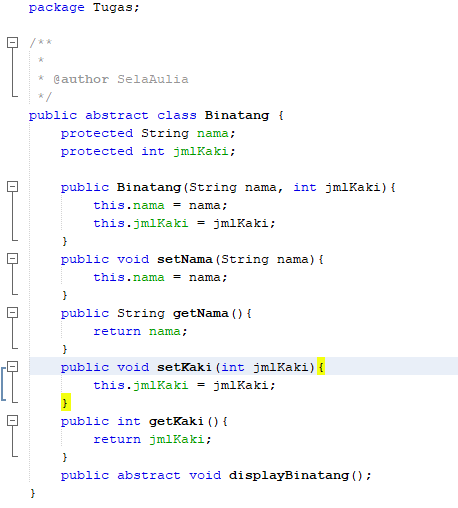 package Tugas;
/**
 *
 * @author SelaAulia
 */
public abstract class Binatang {
    protected String nama;
    protected int jmlKaki;
    public Binatang(String nama, int jmlKaki){
        this.nama = nama;
        this.jmlKaki = jmlKaki;
    }
    public void setNama(String nama){
        this.nama = nama;
    }
    public String getNama(){
        return nama;
    }
    public void setKaki(int jmlKaki){
        this.jmlKaki = jmlKaki;
    }
    public int getKaki(){
        return jmlKaki;
    }
    public abstract void displayBinatang();
}